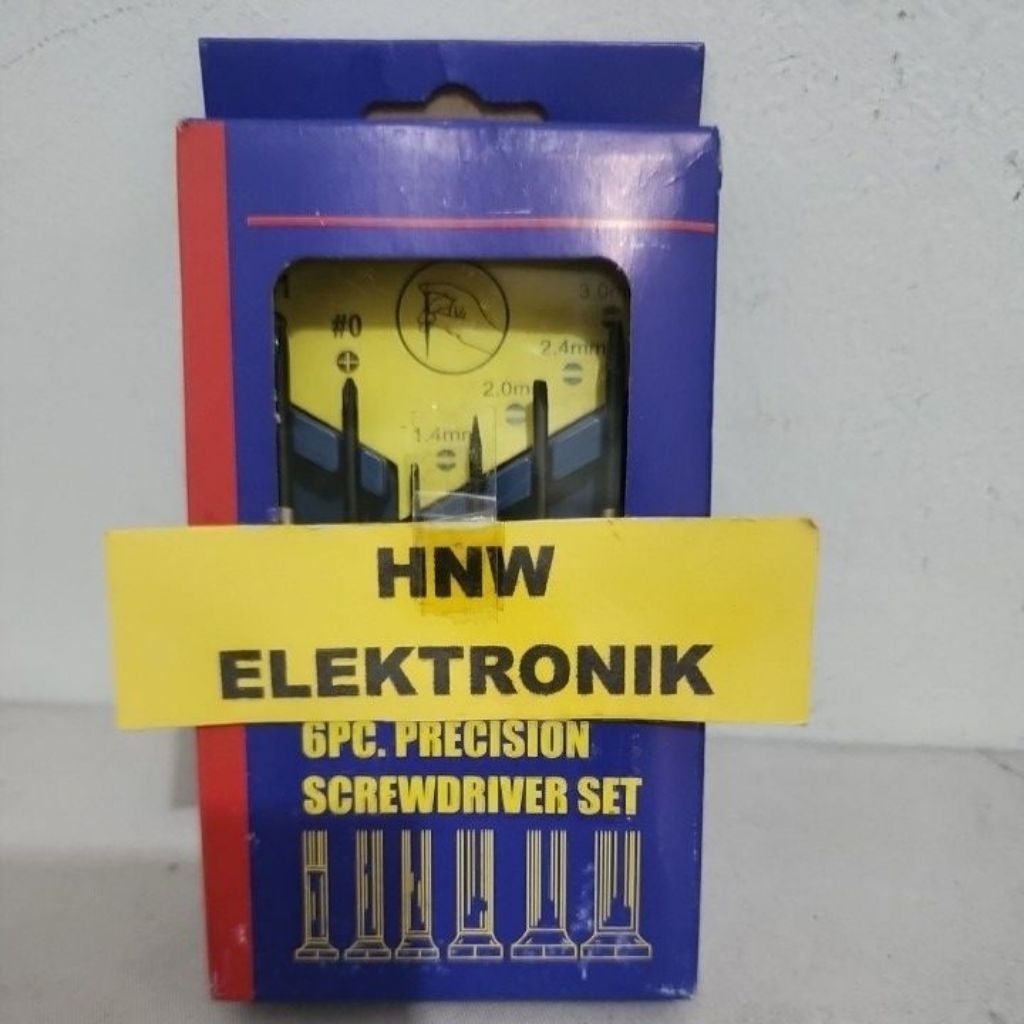 #0
3.0
2.4mm
2.0m
1.4mm
HNW
ELEKTRONIK
6PC. PRECISION
SCREWDRIVER SET